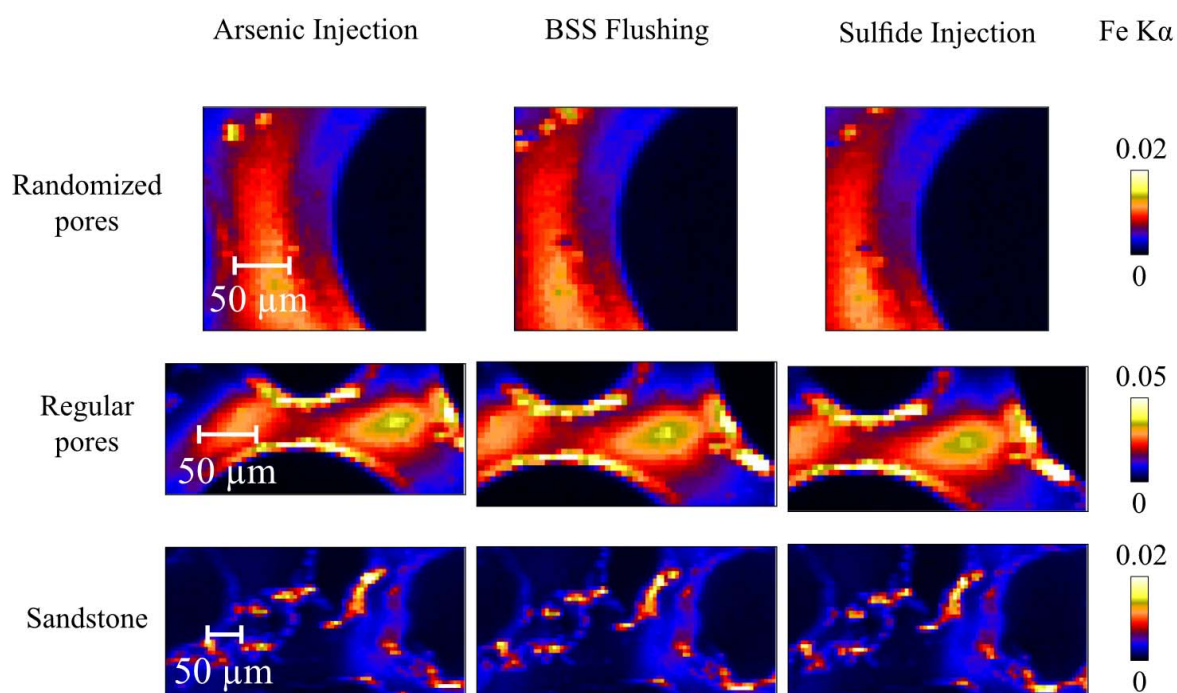 Arsenic Injection
BSS Flushing
Sulfide Injection
Fe Kα
Randomized
pores
50 µm
0.02
0
Regular
pores
50 µm
0.05
0
Sandstone
50 µm
0.02
0